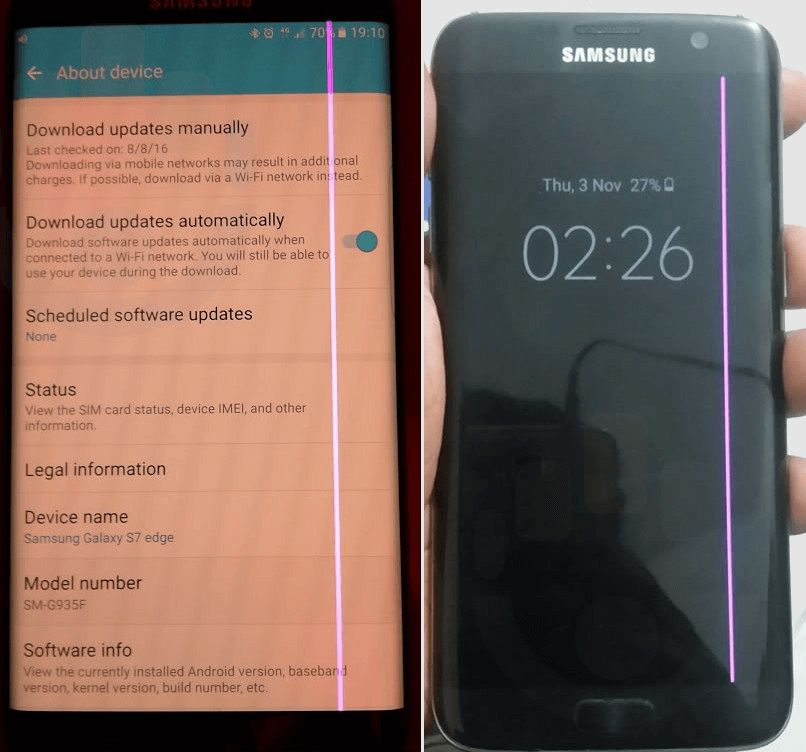 SAMSUNG
4G 70% 19:10
About device
Download updates manually
Last checked on: 8/8/16
Downloading via mobile networks may result in additional
charges. If possible, download via a Wi-Fi network instead.
Download updates automatically
Download software updates automatically when
connected to a Wi-Fi network. You will still be able to
use your device during the download.
Scheduled software updates
None
Status
View the SIM card status, device IMEI, and other
information.
Legal information
Device name
Samsung Galaxy S7 edge
Model number
SM-G935F
Software info
View the currently installed Android version, baseband
version, kernel version, build number, etc.
SAMSUNG
Thu, 3 Nov 27%
02:26